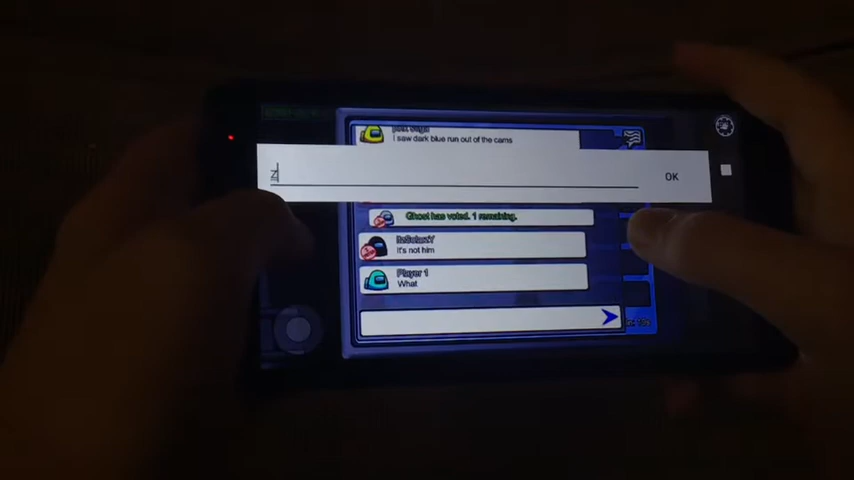 I saw dark blue run out of the cams
z
OK
Ghost has voted. 1 remaining.
It's not him
Player 1
What